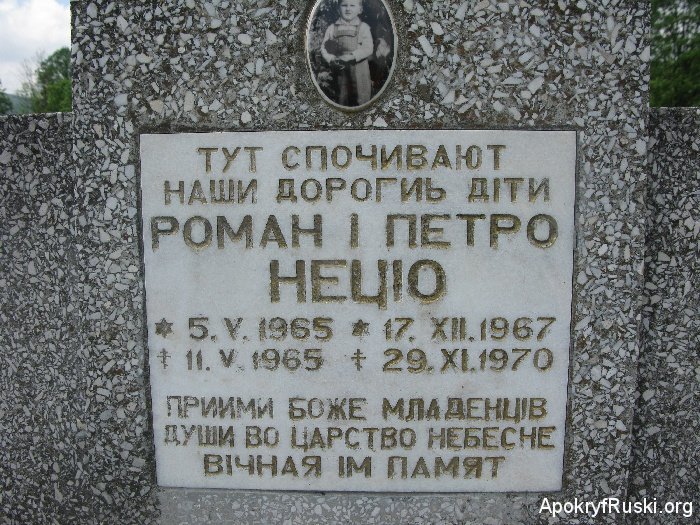 ТУТ СПОЧИВАЮТ
НАШИ ДОРОГИЬ ДІТИ
РОМАН І ПЕТРО
НЕЦІО
* 5. V. 1965 * 17. XII. 1967
† 11. V. 1965 † 29. XI. 1970
ПРИИМИ БОЖЕ МЛАДЕНЦІВ
ДУШИ ВО ЦАРСТВО НЕБЕСНЕ
ВІЧНАЯ ІМ ПАМЯТ
ApokryfRuski.org